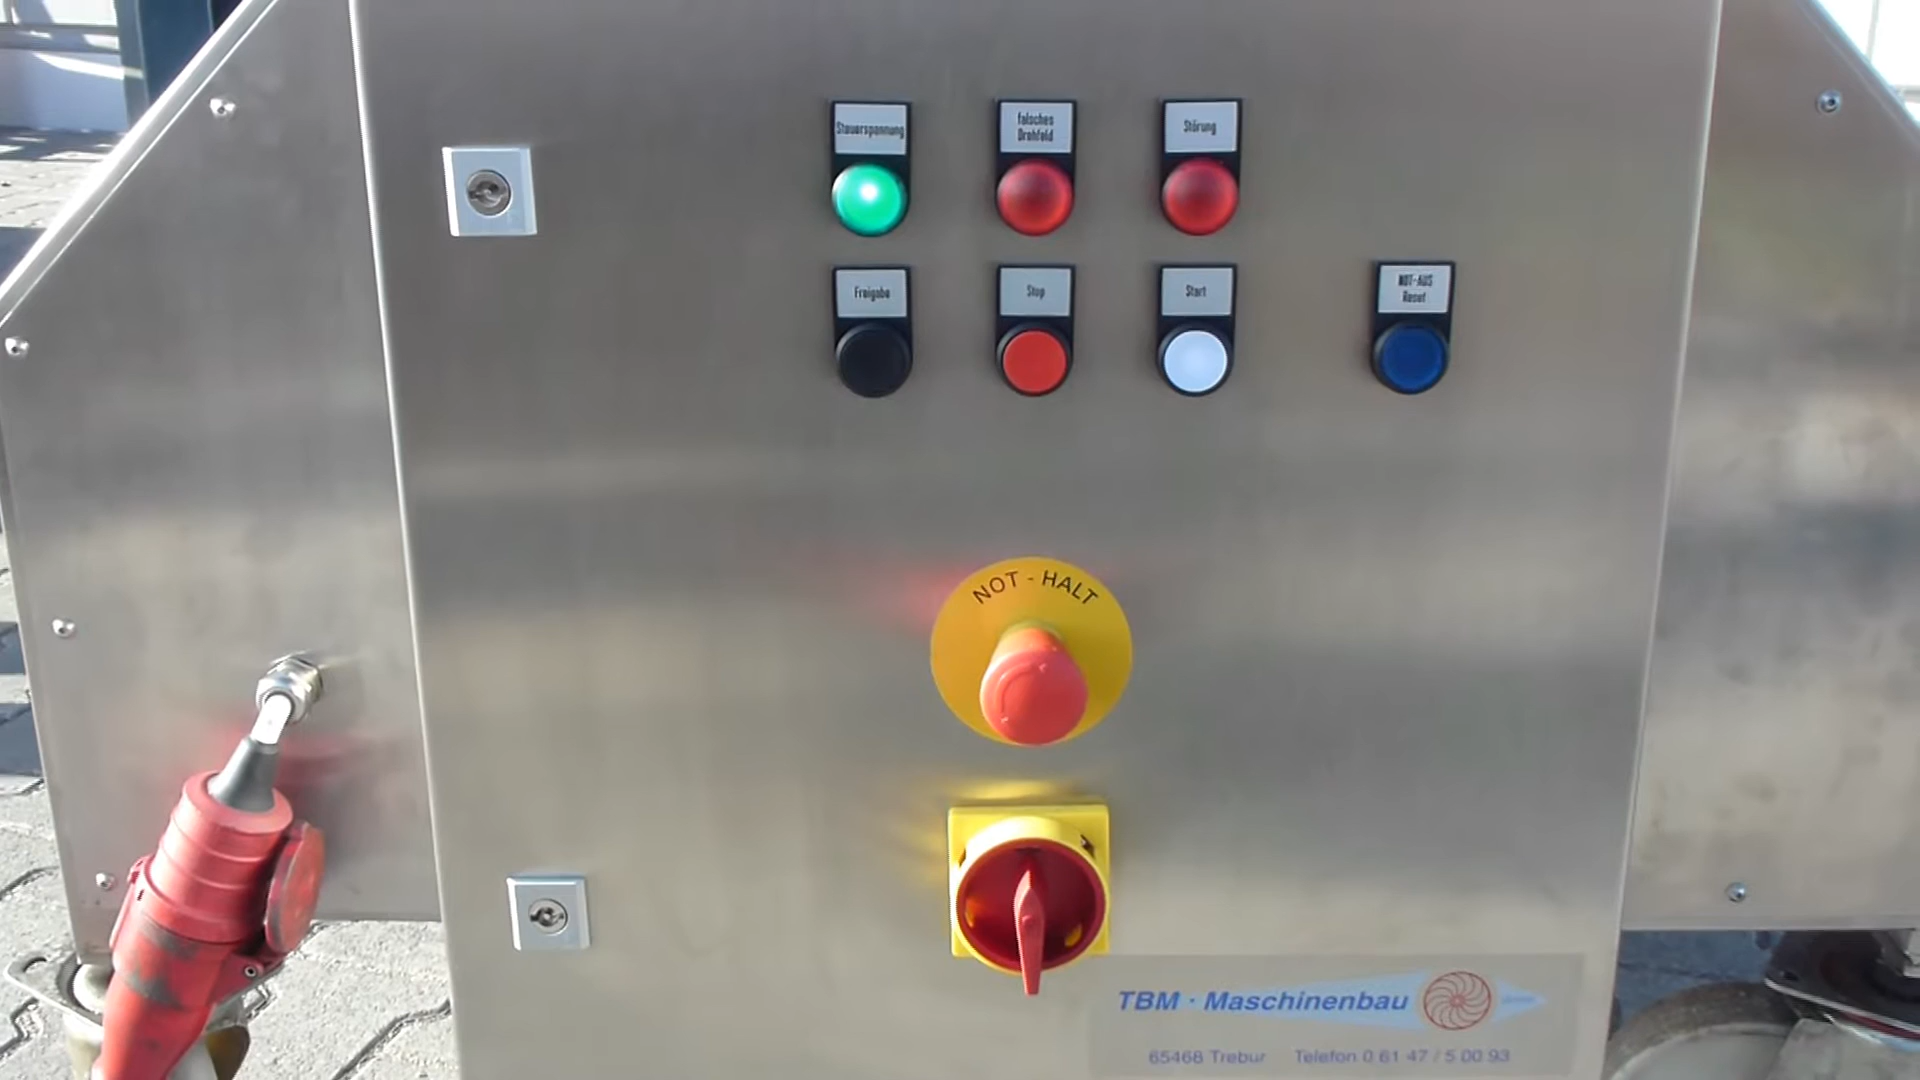 Steuerspannung
falsches
Drehfeld
Störung
Freigabe
Stop
Start
NOT-AUS
Reset
NOT - HALT
TBM · Maschinenbau
65468 Trebur Telefon 0 61 47 / 5 00 93